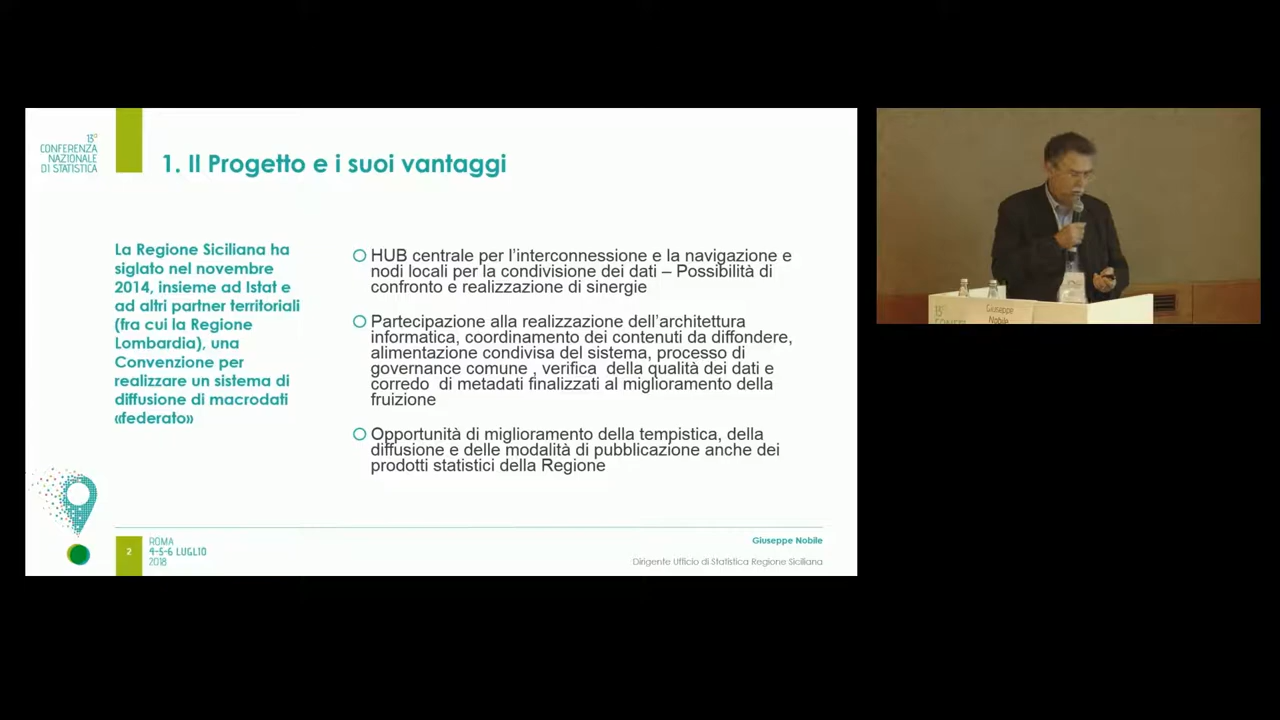 13°
CONFERENZA
NAZIONALE
DI STATISTICA
1. Il Progetto e i suoi vantaggi
La Regione Siciliana ha
siglato nel novembre
2014, insieme ad Istat e
ad altri partner territoriali
(fra cui la Regione
Lombardia), una
Convenzione per
realizzare un sistema di
diffusione di macrodati
«federato»
HUB centrale per l’interconnessione e la navigazione e
nodi locali per la condivisione dei dati – Possibilità di
confronto e realizzazione di sinergie
Partecipazione alla realizzazione dell’architettura
informatica, coordinamento dei contenuti da diffondere,
alimentazione condivisa del sistema, processo di
governance comune , verifica  della qualità dei dati e
corredo  di metadati finalizzati al miglioramento della
fruizione
Opportunità di miglioramento della tempistica, della
diffusione e delle modalità di pubblicazione anche dei
prodotti statistici della Regione
2
ROMA
4-5-6 LUGLIO
2018
Giuseppe Nobile
Dirigente Ufficio di Statistica Regione Siciliana
Giuseppe
Nobile
13°